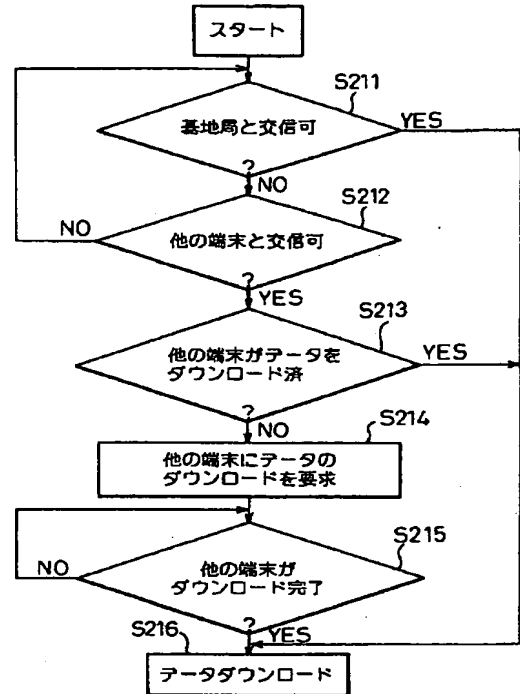 スタート
S211
基地局と交信可
?
YES
NO
S212
他の端末と交信可
?
NO
YES
S213
他の端末がデータを
ダウンロード済
?
YES
NO
S214
他の端末にデータの
ダウンロードを要求
S215
他の端末が
ダウンロード完了
?
NO
YES
S216
データダウンロード